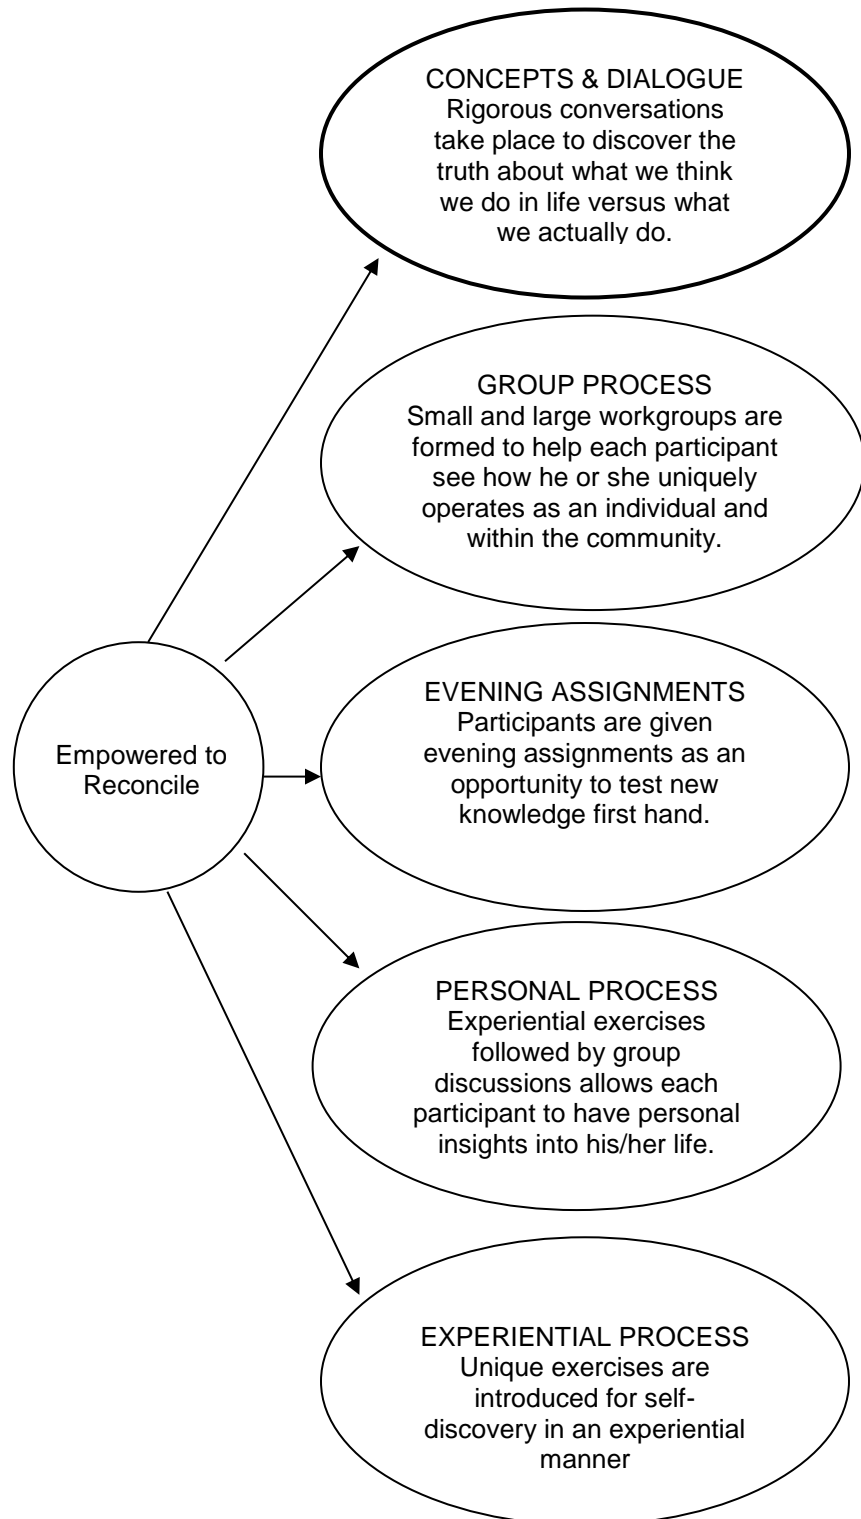 CONCEPTS & DIALOGUE
Rigorous conversations
take place to discover the
truth about what we think
we do in life versus what
we actually do.
GROUP PROCESS
Small and large workgroups are
formed to help each participant
see how he or she uniquely
operates as an individual and
within the community.
EVENING ASSIGNMENTS
Participants are given
evening assignments as an
opportunity to test new
knowledge first hand.
Empowered to
Reconcile
PERSONAL PROCESS
Experiential exercises
followed by group
discussions allows each
participant to have personal
insights into his/her life.
EXPERIENTIAL PROCESS
Unique exercises are
introduced for self-
discovery in an experiential
manner